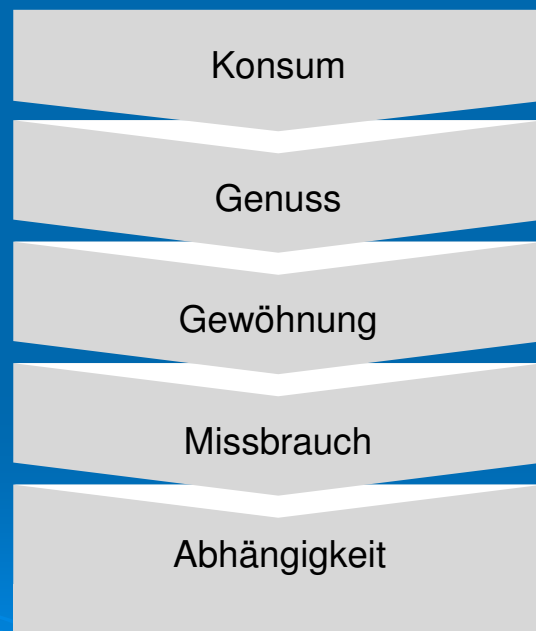 Konsum
Genuss
Gewöhnung
Missbrauch
Abhängigkeit